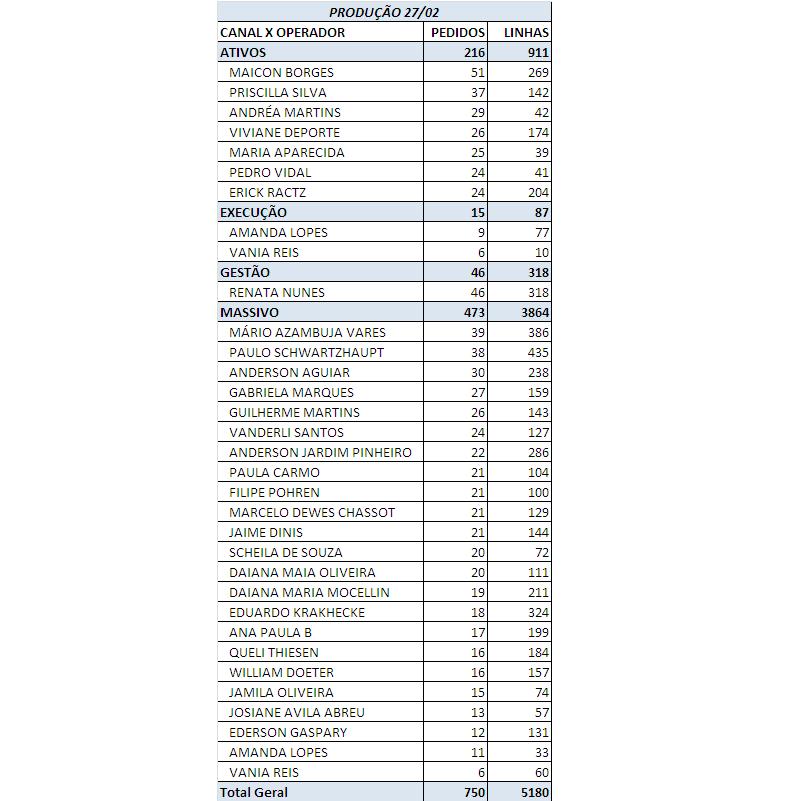 PRODUÇÃO 27/02
CANAL X OPERADOR PEDIDOS LINHAS
ATIVOS 216 911
MAICON BORGES 51 269
PRISCILLA SILVA 37 142
ANDRÉA MARTINS 29 42
VIVIANE DEPORTE 26 174
MARIA APARECIDA 25 39
PEDRO VIDAL 24 41
ERICK RACTZ 24 204
EXECUÇÃO 15 87
AMANDA LOPES 9 77
VANIA REIS 6 10
GESTÃO 46 318
RENATA NUNES 46 318
MASSIVO 473 3864
MÁRIO AZAMBUJA VARES 39 386
PAULO SCHWARTZHAUPT 38 435
ANDERSON AGUIAR 30 238
GABRIELA MARQUES 27 159
GUILHERME MARTINS 26 143
VANDERLI SANTOS 24 127
ANDERSON JARDIM PINHEIRO 22 286
PAULA CARMO 21 104
FILIPE POHREN 21 100
MARCELO DEWES CHASSOT 21 129
JAIME DINIS 21 144
SCHEILA DE SOUZA 20 72
DAIANA MAIA OLIVEIRA 20 111
DAIANA MARIA MOCELLIN 19 211
EDUARDO KRAKHECKE 18 324
ANA PAULA B 17 199
QUELI THIESEN 16 184
WILLIAM DOETER 16 157
JAMILA OLIVEIRA 15 74
JOSIANE AVILA ABREU 13 57
EDERSON GASPARY 12 131
AMANDA LOPES 11 33
VANIA REIS 6 60
Total Geral 750 5180